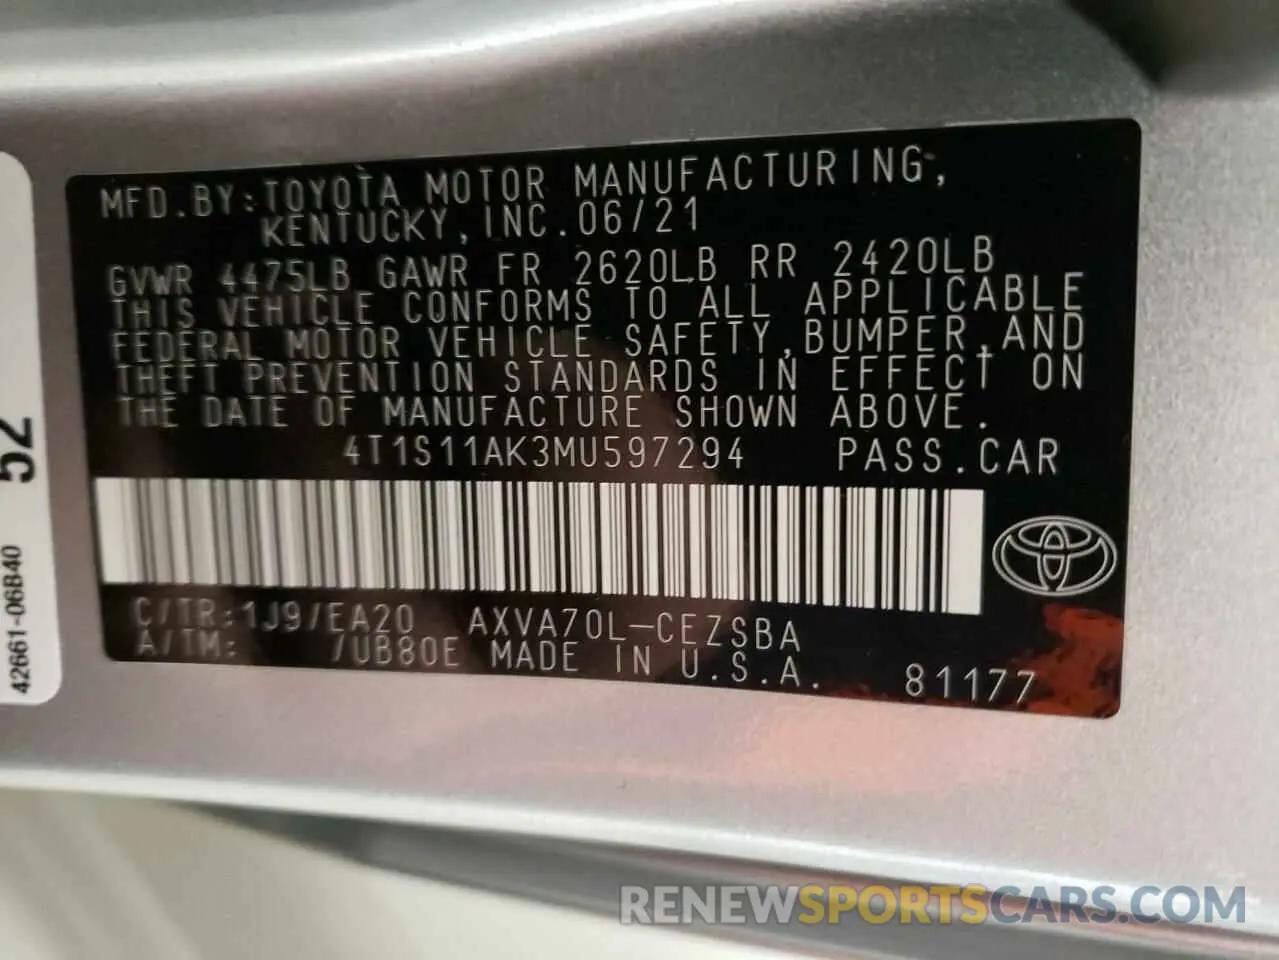 MFD.BY:TOYOTA MOTOR MANUFACTURING,
KENTUCKY,INC.06/21
GVWR 4475LB GAWR FR 2620LB RR 2420LB
THIS VEHICLE CONFORMS TO ALL APPLICABLE
FEDERAL MOTOR VEHICLE SAFETY,BUMPER,AND
THEFT PREVENTION STANDARDS IN EFFECT ON
THE DATE OF MANUFACTURE SHOWN ABOVE.
4T1S11AK3MU597294 PASS.CAR
C/TR:1J9/EA20 AXVA70L-CEZSBA
A/TM: /UB80E MADE IN U.S.A.
81177
52
42661-06B40
RENEWSPORTSCARS.COM